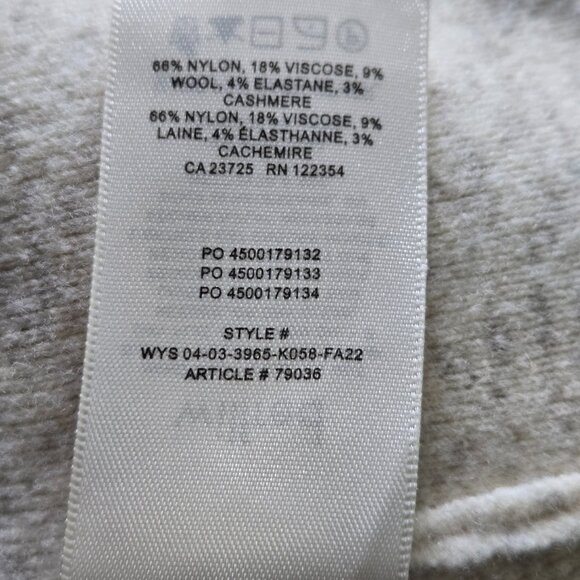 66% NYLON, 18% VISCOSE, 9%
WOOL, 4% ELASTANE, 3%
CASHMERE
66% NYLON, 18% VISCOSE, 9%
LAINE, 4% ÉLASTHANNE, 3%
CACHEMIRE
CA 23725 RN 122354
PO 4500179132
PO 4500179133
PO 4500179134
STYLE #
WYS 04-03-3965-K058-FA22
ARTICLE # 79036